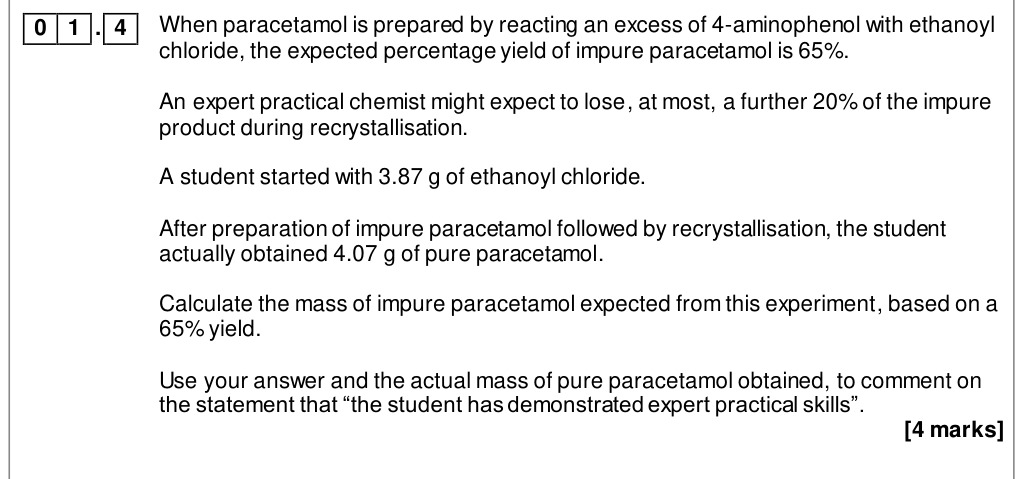 0 1 . 4 When paracetamol is prepared by reacting an excess of 4-aminophenol with ethanoyl
chloride, the expected percentage yield of impure paracetamol is 65%.
An expert practical chemist might expect to lose, at most, a further 20% of the impure
product during recrystallisation.
A student started with 3.87 g of ethanoyl chloride.
After preparation of impure paracetamol followed by recrystallisation, the student
actually obtained 4.07 g of pure paracetamol.
Calculate the mass of impure paracetamol expected from this experiment, based on a
65% yield.
Use your answer and the actual mass of pure paracetamol obtained, to comment on
the statement that “the student has demonstrated expert practical skills”.
[4 marks]